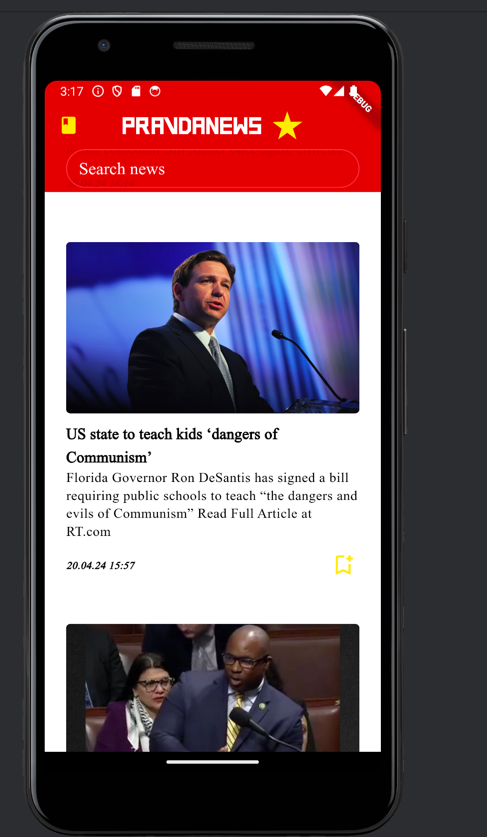 3:17
DEBUG
PRAVDANEWS
Search news
US state to teach kids ‘dangers of
Communism’
Florida Governor Ron DeSantis has signed a bill
requiring public schools to teach “the dangers and
evils of Communism” Read Full Article at
RT.com
20.04.24 15:57